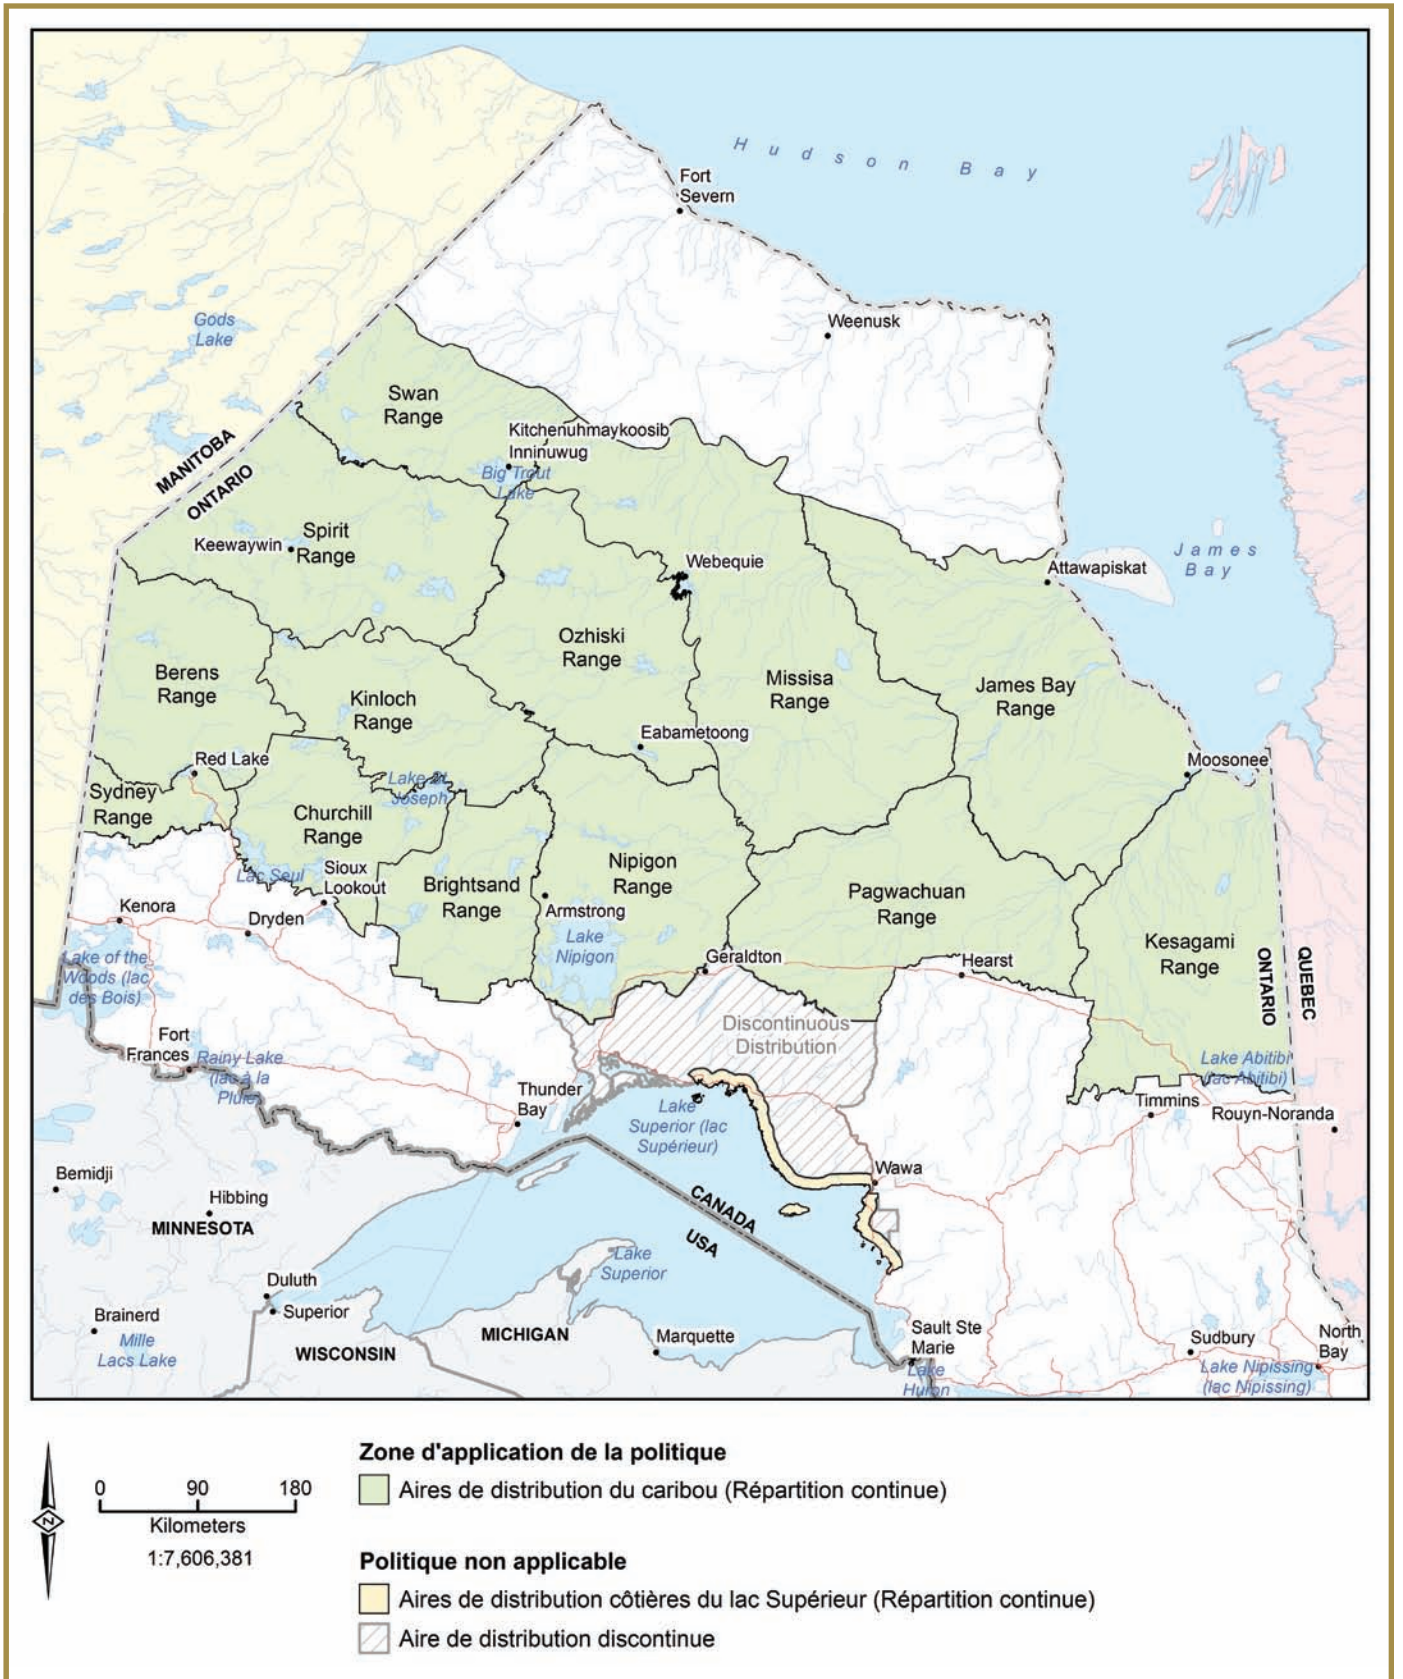 Hudson Bay
Fort
Severn
Weenusk
Gods
Lake
Swan
Range
Kitchenuhmaykoosib
Inninuwug
Big Trout
Lake
MANITOBA
ONTARIO
Spirit
Range
Keewaywin
Webequie
James
Bay
Attawapiskat
Ozhiski
Range
Berens
Range
Missisa
Range
James Bay
Range
Kinloch
Range
Eabametoong
Red Lake
Moosonee
Lake St.
Joseph
Sydney
Range
Churchill
Range
Sioux
Lookout
Lac Seul
Nipigon
Range
Brightsand
Range
Pagwachuan
Range
Kenora
Dryden
Armstrong
Lake
Nipigon
Kesagami
Range
ONTARIO
QUEBEC
Geraldton
Hearst
Lake of the
Woods (lac
des Bois)
Discontinuous
Distribution
Fort
Frances
Rainy Lake
(lac à la
Pluie)
Lake Abitibi
(lac Abitibi)
Thunder
Bay
Lake
Superior (lac
Supérieur)
Timmins
Rouyn-Noranda
Wawa
Bemidji
Hibbing
MINNESOTA
CANADA
USA
Lake
Superior
Duluth
Superior
Brainerd
Mille
Lacs Lake
WISCONSIN
MICHIGAN
Marquette
Sault Ste
Marie
Lake
Huron
Sudbury
North
Bay
Lake Nipissing
(lac Nipissing)
N
0 90 180
Kilometers
1:7,606,381
Zone d'application de la politique
Aires de distribution du caribou (Répartition continue)
Politique non applicable
Aires de distribution côtières du lac Supérieur (Répartition continue)
Aire de distribution discontinue